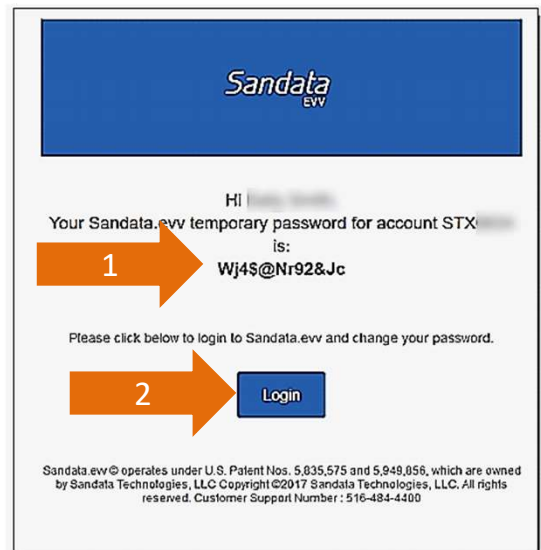 Sandata
EVV
Hi
Your Sandata.evv temporary password for account STX
is:
1
Wj4$@Nr92&Jc
Please click below to login to Sandata.evv and change your password.
2
Login
Sandata.evv© operates under U.S. Patent Nos. 5,835,575 and 5,949,856, which are owned
by Sandata Technologies, LLC Copyright©2017 Sandata Technologies, LLC. All rights
reserved. Customer Support Number : 516-484-4400